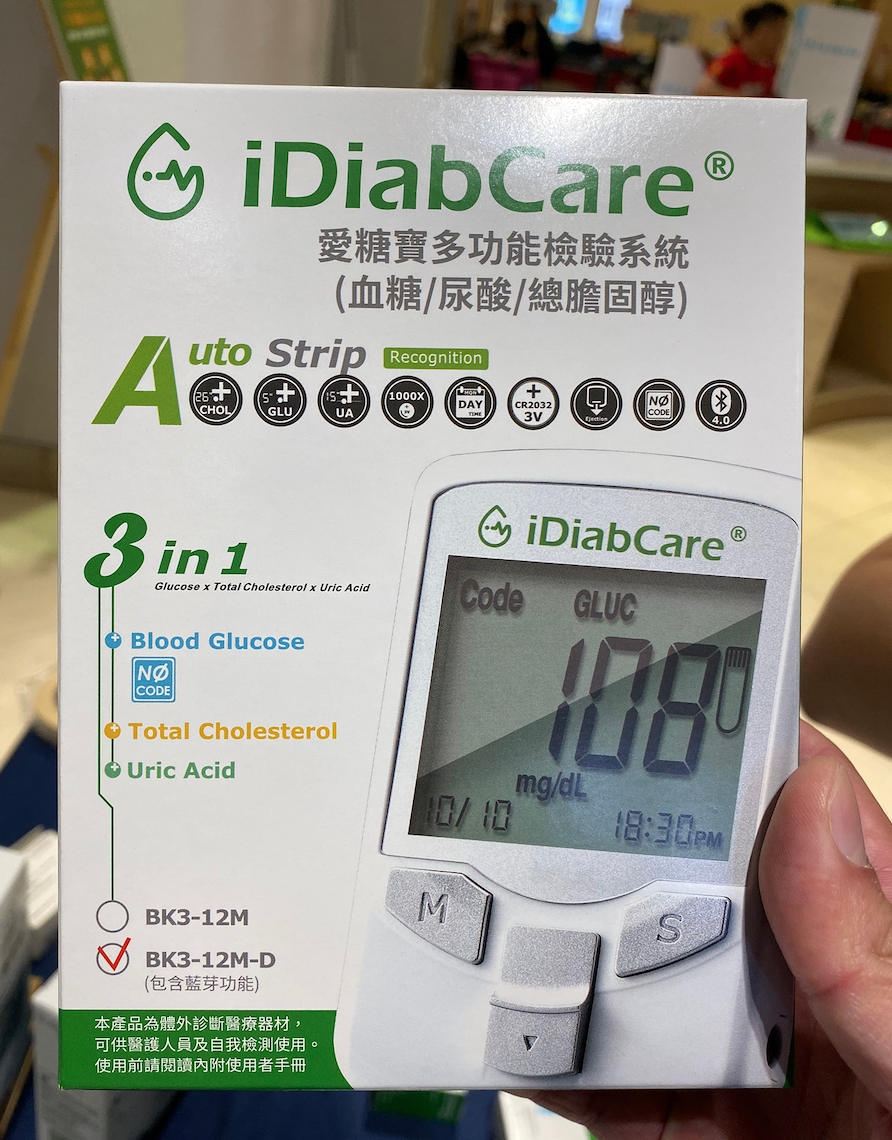 iDiabCare®
愛糖寶多功能檢驗系統
(血糖/尿酸/總膽固醇)
Auto Strip Recognition
CHOL
GLU
UA
1000X
DAY
TIME
CR2032
3V
Ejection
NØ
CODE
4.0
3 in 1
Glucose x Total Cholesterol x Uric Acid
Blood Glucose
NØ
CODE
Total Cholesterol
Uric Acid
BK3-12M
BK3-12M-D
(包含藍芽功能)
本產品為體外診斷醫療器材，
可供醫護人員及自我檢測使用。
使用前請閱讀內附使用者手冊
iDiabCare®
Code GLUC
108
mg/dL
10/10 18:30PM
M
S